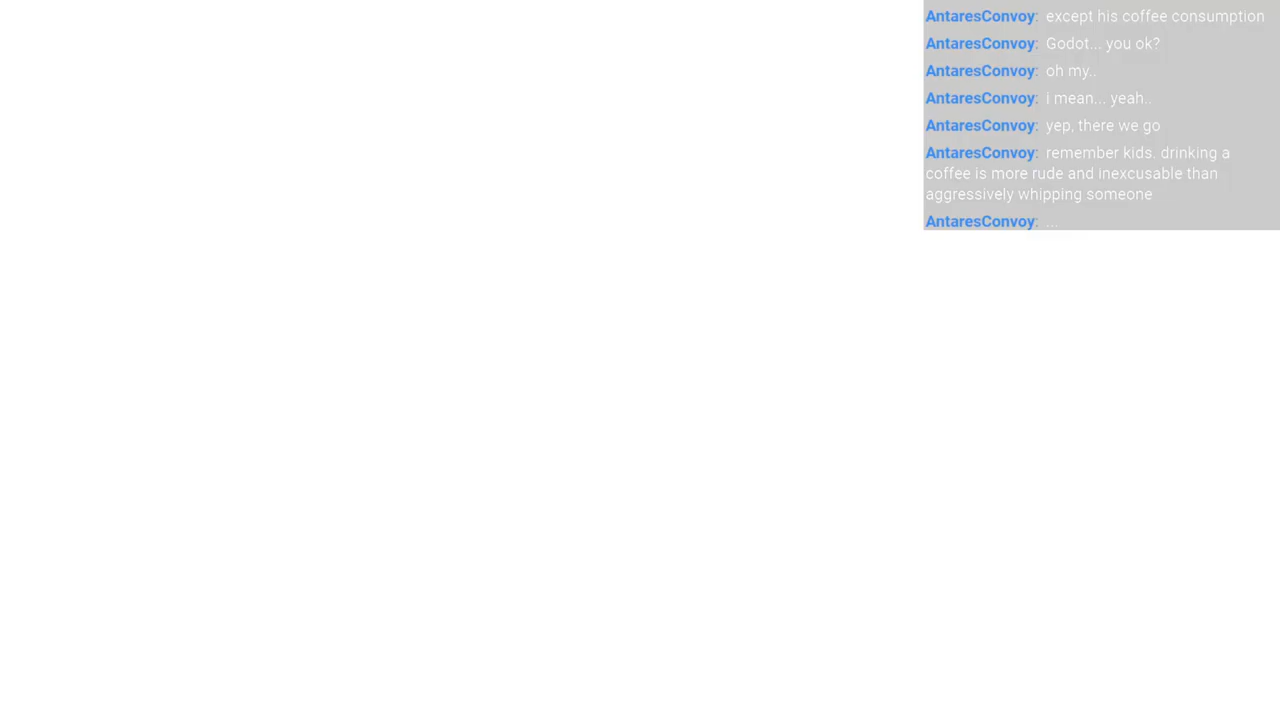 AntaresConvoy: except his coffee consumption
AntaresConvoy: Godot... you ok?
AntaresConvoy: oh my..
AntaresConvoy: i mean... yeah..
AntaresConvoy: yep, there we go
AntaresConvoy: remember kids. drinking a
coffee is more rude and inexcusable than
aggressively whipping someone
AntaresConvoy: ...